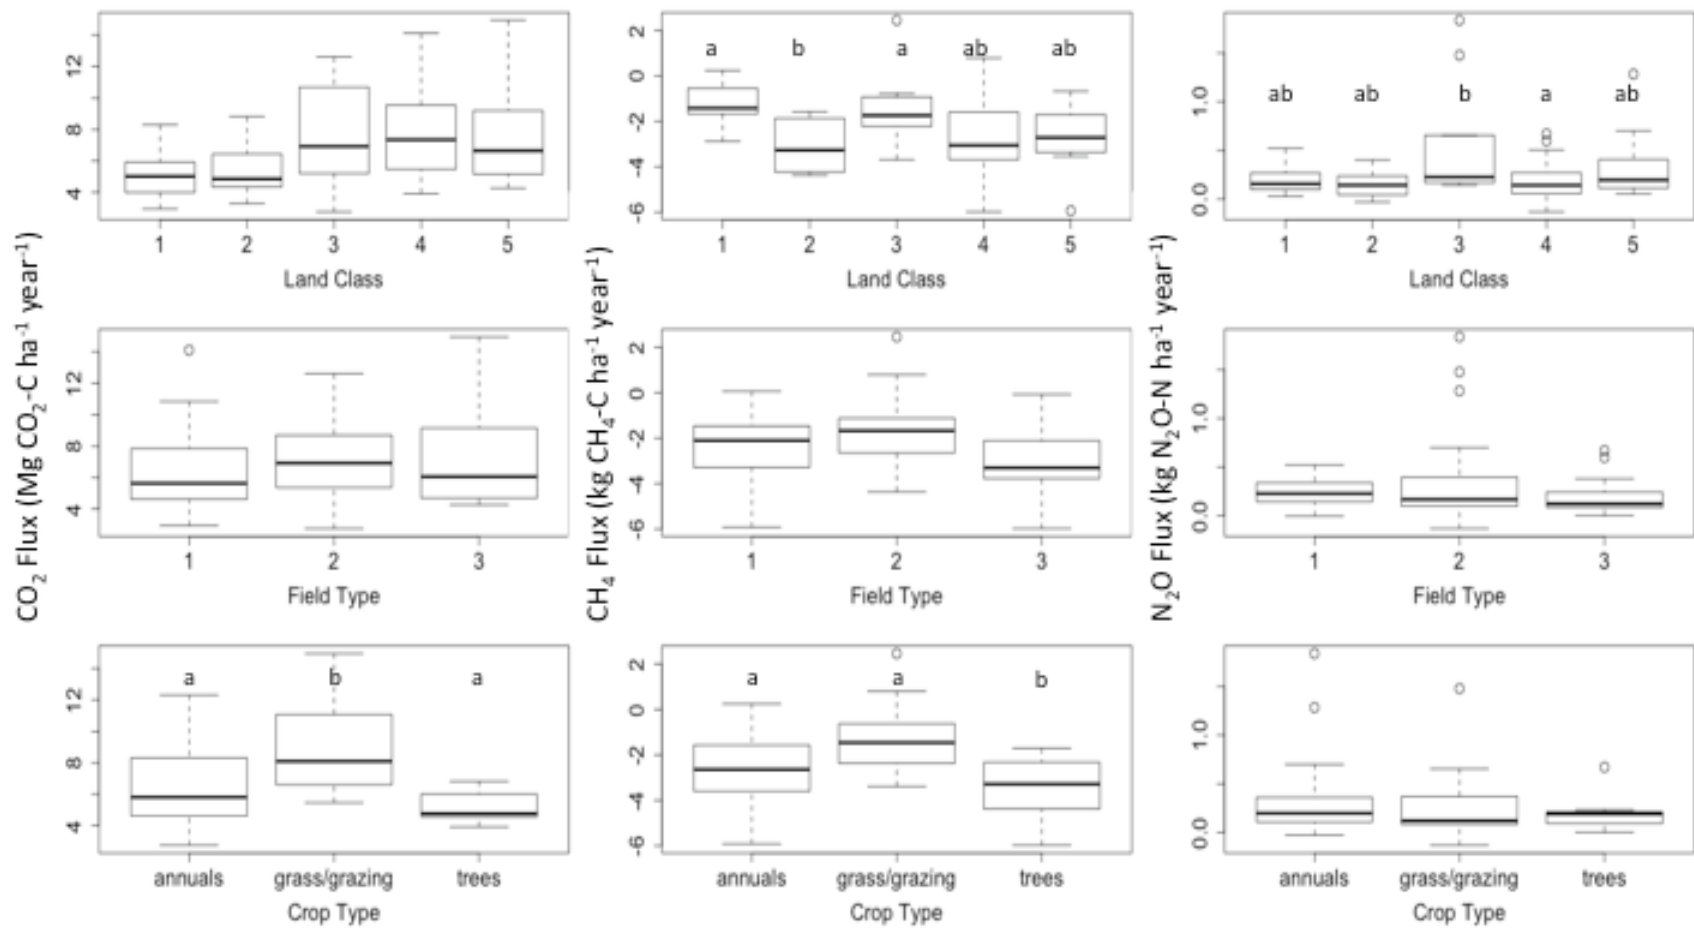 CO₂ Flux (Mg CO₂-C ha⁻¹ year⁻¹)
12
8
4
1 2 3 4 5
Land Class
12
8
4
1 2 3
Field Type
12
8
4
a b a
annuals grass/grazing trees
Crop Type
CH₄ Flux (kg CH₄-C ha⁻¹ year⁻¹)
2
0
-2
-4
-6
a b a ab ab
1 2 3 4 5
Land Class
2
0
-2
-4
-6
1 2 3
Field Type
2
0
-2
-4
-6
a a b
annuals grass/grazing trees
Crop Type
N₂O Flux (kg N₂O-N ha⁻¹ year⁻¹)
1.0
0.0
ab ab b a ab
1 2 3 4 5
Land Class
1.0
0.0
1 2 3
Field Type
1.0
0.0
annuals grass/grazing trees
Crop Type